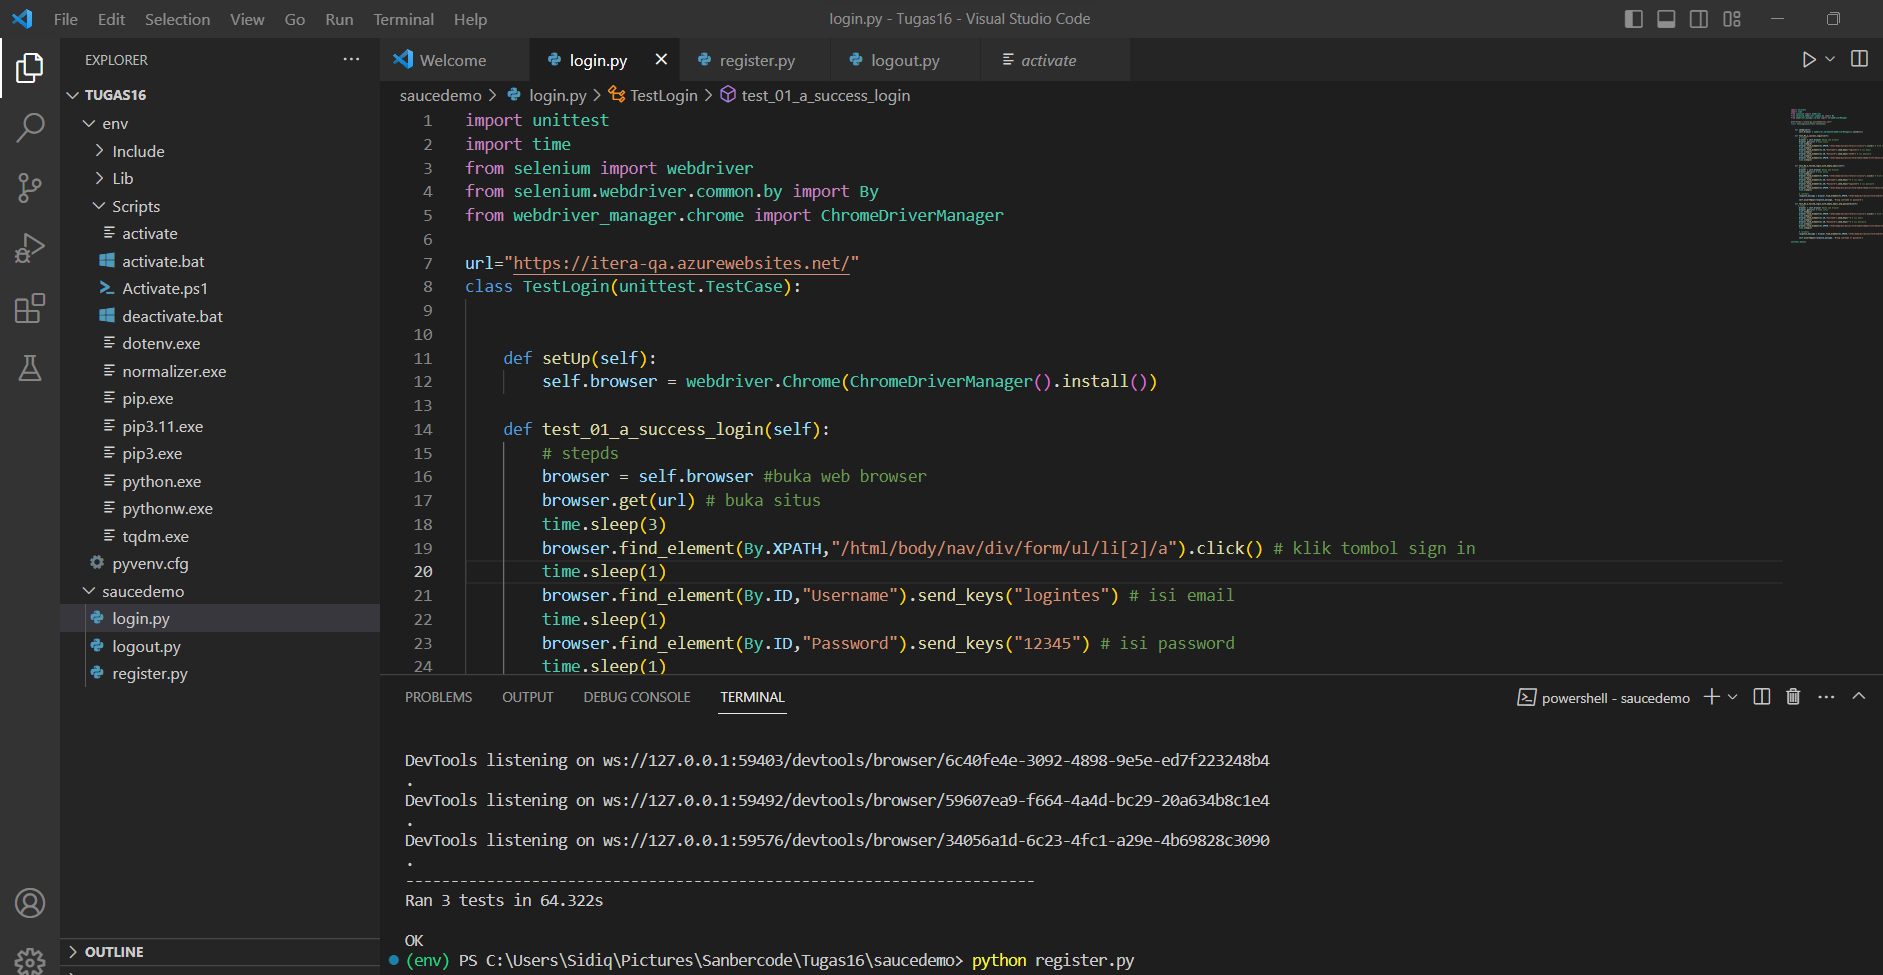 File Edit Selection View Go Run Terminal Help
login.py - Tugas16 - Visual Studio Code
EXPLORER
TUGAS16
env
Include
Lib
Scripts
activate
activate.bat
Activate.ps1
deactivate.bat
dotenv.exe
normalizer.exe
pip.exe
pip3.11.exe
pip3.exe
python.exe
pythonw.exe
tqdm.exe
pyvenv.cfg
saucedemo
login.py
logout.py
register.py
OUTLINE
Welcome login.py register.py logout.py activate
saucedemo > login.py > TestLogin > test_01_a_success_login
1 import unittest
2 import time
3 from selenium import webdriver
4 from selenium.webdriver.common.by import By
5 from webdriver_manager.chrome import ChromeDriverManager
6
7 url="https://itera-qa.azurewebsites.net/"
8 class TestLogin(unittest.TestCase):
9
10
11 def setUp(self):
12 self.browser = webdriver.Chrome(ChromeDriverManager().install())
13
14 def test_01_a_success_login(self):
15 # stepds
16 browser = self.browser #buka web browser
17 browser.get(url) # buka situs
18 time.sleep(3)
19 browser.find_element(By.XPATH,"/html/body/nav/div/form/ul/li[2]/a").click() # klik tombol sign in
20 time.sleep(1)
21 browser.find_element(By.ID,"Username").send_keys("logintes") # isi email
22 time.sleep(1)
23 browser.find_element(By.ID,"Password").send_keys("12345") # isi password
24 time.sleep(1)
PROBLEMS OUTPUT DEBUG CONSOLE TERMINAL
powershell - saucedemo
DevTools listening on ws://127.0.0.1:59403/devtools/browser/6c40fe4e-3092-4898-9e5e-ed7f223248b4
.
DevTools listening on ws://127.0.0.1:59492/devtools/browser/59607ea9-f664-4a4d-bc29-20a634b8c1e4
.
DevTools listening on ws://127.0.0.1:59576/devtools/browser/34056a1d-6c23-4fc1-a29e-4b69828c3090
.
----------------------------------------------------------------------
Ran 3 tests in 64.322s
OK
(env) PS C:\Users\Sidiq\Pictures\Sanbercode\Tugas16\saucedemo> python register.py